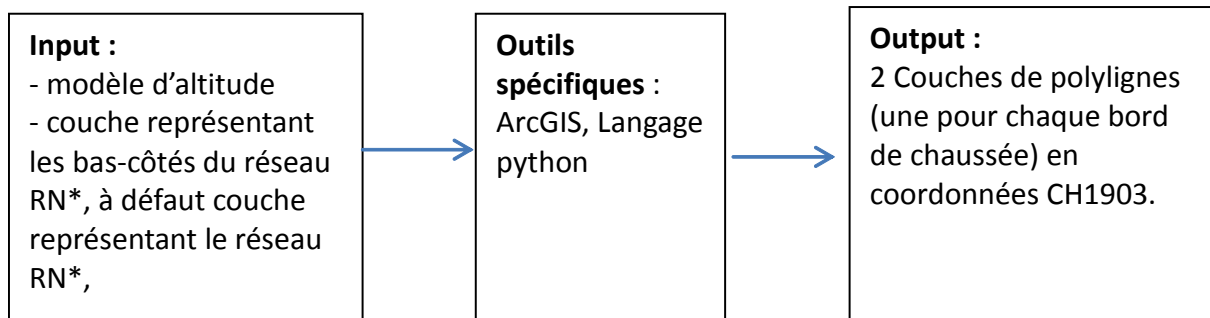 Input :
- modèle d’altitude
- couche représentant
les bas-côtés du réseau
RN*, à défaut couche
représentant le réseau
RN*,
Outils
spécifiques :
ArcGIS, Langage
python
Output :
2 Couches de polylignes
(une pour chaque bord
de chaussée) en
coordonnées CH1903.